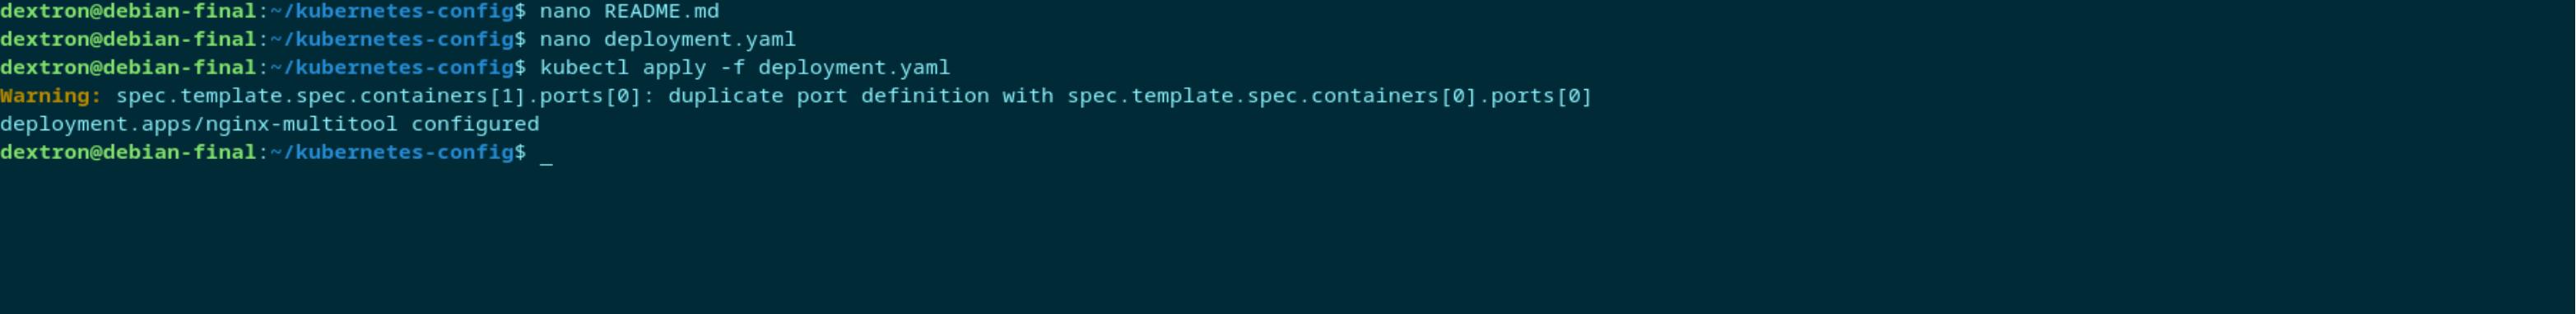 dextron@debian-final:~/kubernetes-config$ nano README.md
dextron@debian-final:~/kubernetes-config$ nano deployment.yaml
dextron@debian-final:~/kubernetes-config$ kubectl apply -f deployment.yaml
Warning: spec.template.spec.containers[1].ports[0]: duplicate port definition with spec.template.spec.containers[0].ports[0]
deployment.apps/nginx-multitool configured
dextron@debian-final:~/kubernetes-config$ _